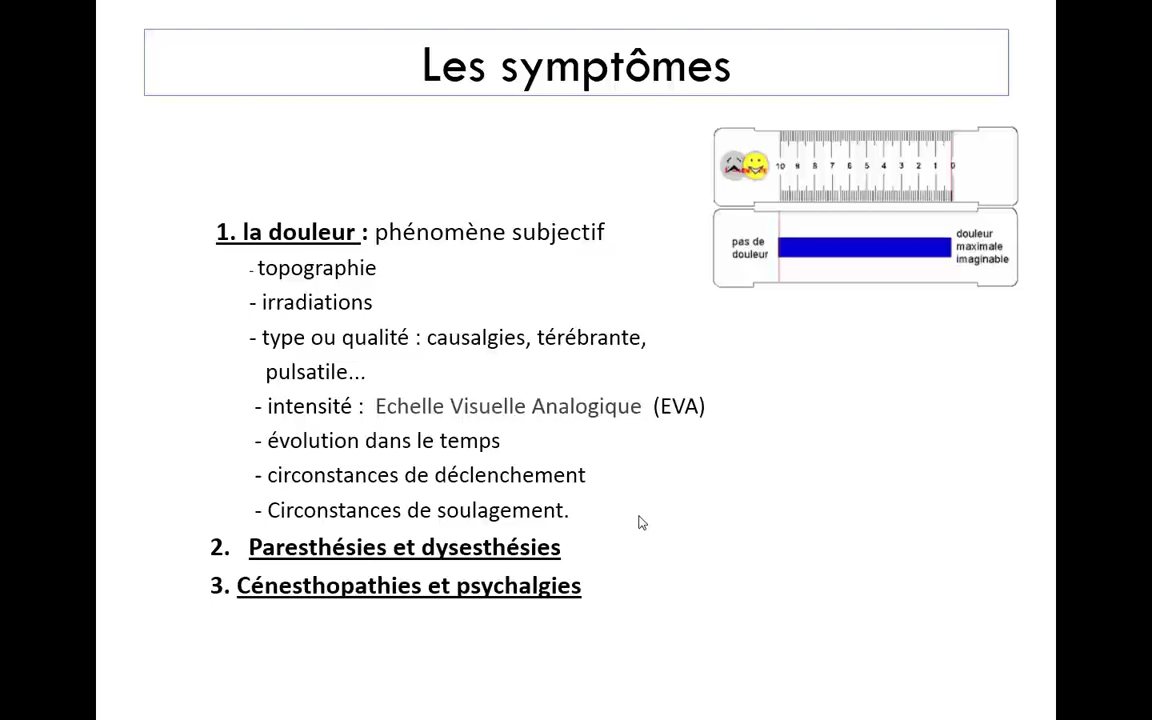 Les symptômes
10 9 8 7 6 5 4 3 2 1 0
pas de
douleur
douleur
maximale
imaginable
1. la douleur : phénomène subjectif
- topographie
- irradiations
- type ou qualité : causalgies, térébrante,
pulsatile...
- intensité : Echelle Visuelle Analogique (EVA)
- évolution dans le temps
- circonstances de déclenchement
- Circonstances de soulagement.
2. Paresthésies et dysesthésies
3. Cénesthopathies et psychalgies